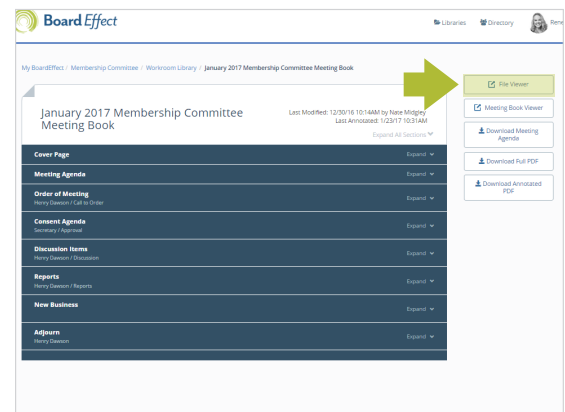 Board Effect
Libraries
Directory
Rene
My BoardEffect / Membership Committee / Workroom Library / January 2017 Membership Committee Meeting Book
File Viewer
January 2017 Membership Committee
Meeting Book
Last Modified: 12/30/16 10:14AM by Nate Midgley
Last Annotated: 1/23/17 10:31AM
Expand All Sections
Meeting Book Viewer
Download Meeting
Agenda
Download Full PDF
Download Annotated
PDF
Cover Page
Expand
Meeting Agenda
Expand
Order of Meeting
Henry Dawson / Call to Order
Expand
Consent Agenda
Secretary / Approval
Expand
Discussion Items
Henry Dawson / Discussion
Expand
Reports
Henry Dawson / Reports
Expand
New Business
Expand
Adjourn
Henry Dawson
Expand